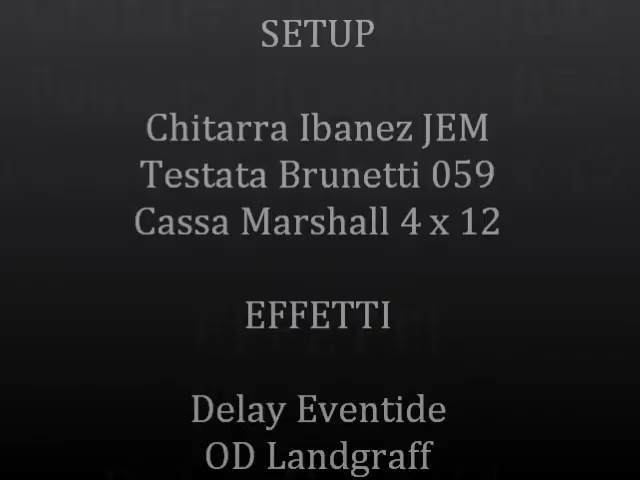 SETUP
Chitarra Ibanez JEM
Testata Brunetti 059
Cassa Marshall 4 x 12
EFFETTI
Delay Eventide
OD Landgraff